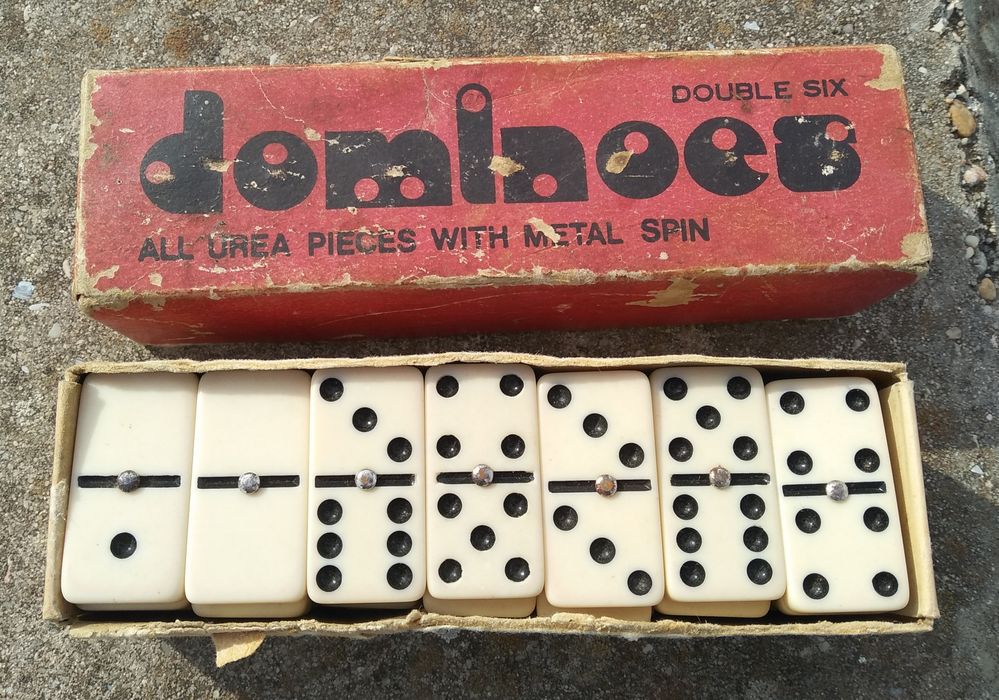 DOUBLE SIX
dominoes
ALL UREA PIECES WITH METAL SPIN